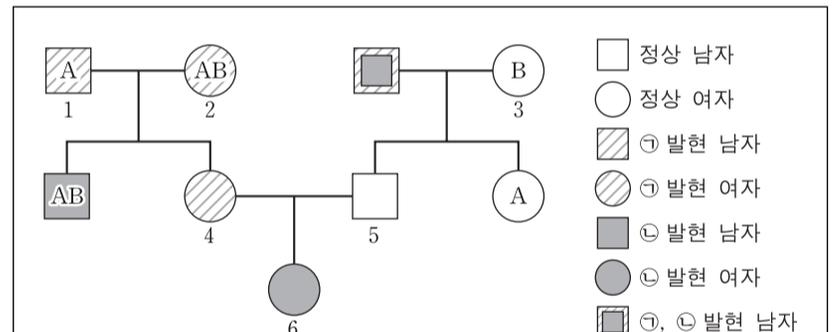 A
AB
B
1
2
3
AB
A
4
5
6
정상 남자
정상 여자
㉠ 발현 남자
㉠ 발현 여자
㉡ 발현 남자
㉡ 발현 여자
㉠, ㉡ 발현 남자